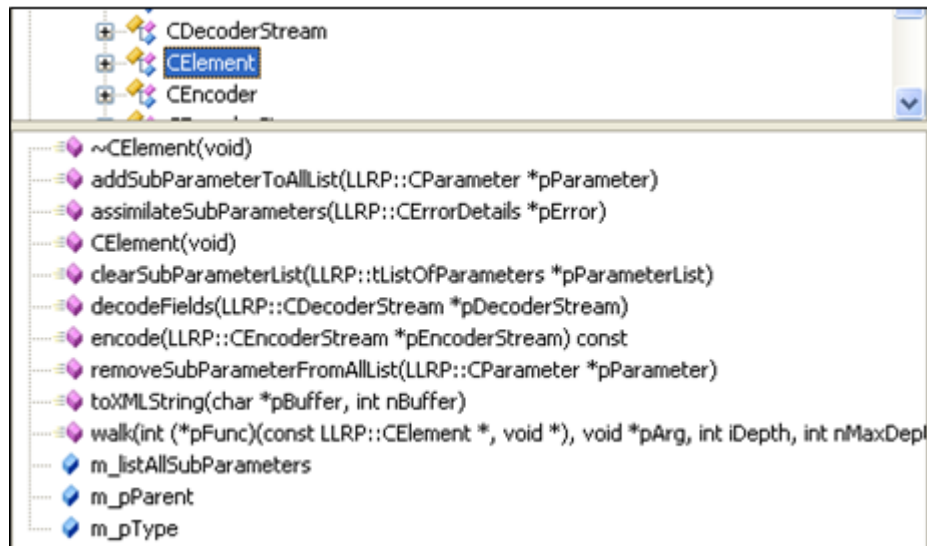 CDecoderStream
CElement
CEncoder
~CElement(void)
addSubParameterToAllList(LLRP::CParameter *pParameter)
assimilateSubParameters(LLRP::CErrorDetails *pError)
CElement(void)
clearSubParameterList(LLRP::tListOfParameters *pParameterList)
decodeFields(LLRP::CDecoderStream *pDecoderStream)
encode(LLRP::CEncoderStream *pEncoderStream) const
removeSubParameterFromAllList(LLRP::CParameter *pParameter)
toXMLString(char *pBuffer, int nBuffer)
walk(int (*pFunc)(const LLRP::CElement *, void *), void *pArg, int iDepth, int
m_listAllSubParameters
m_pParent
m_pType